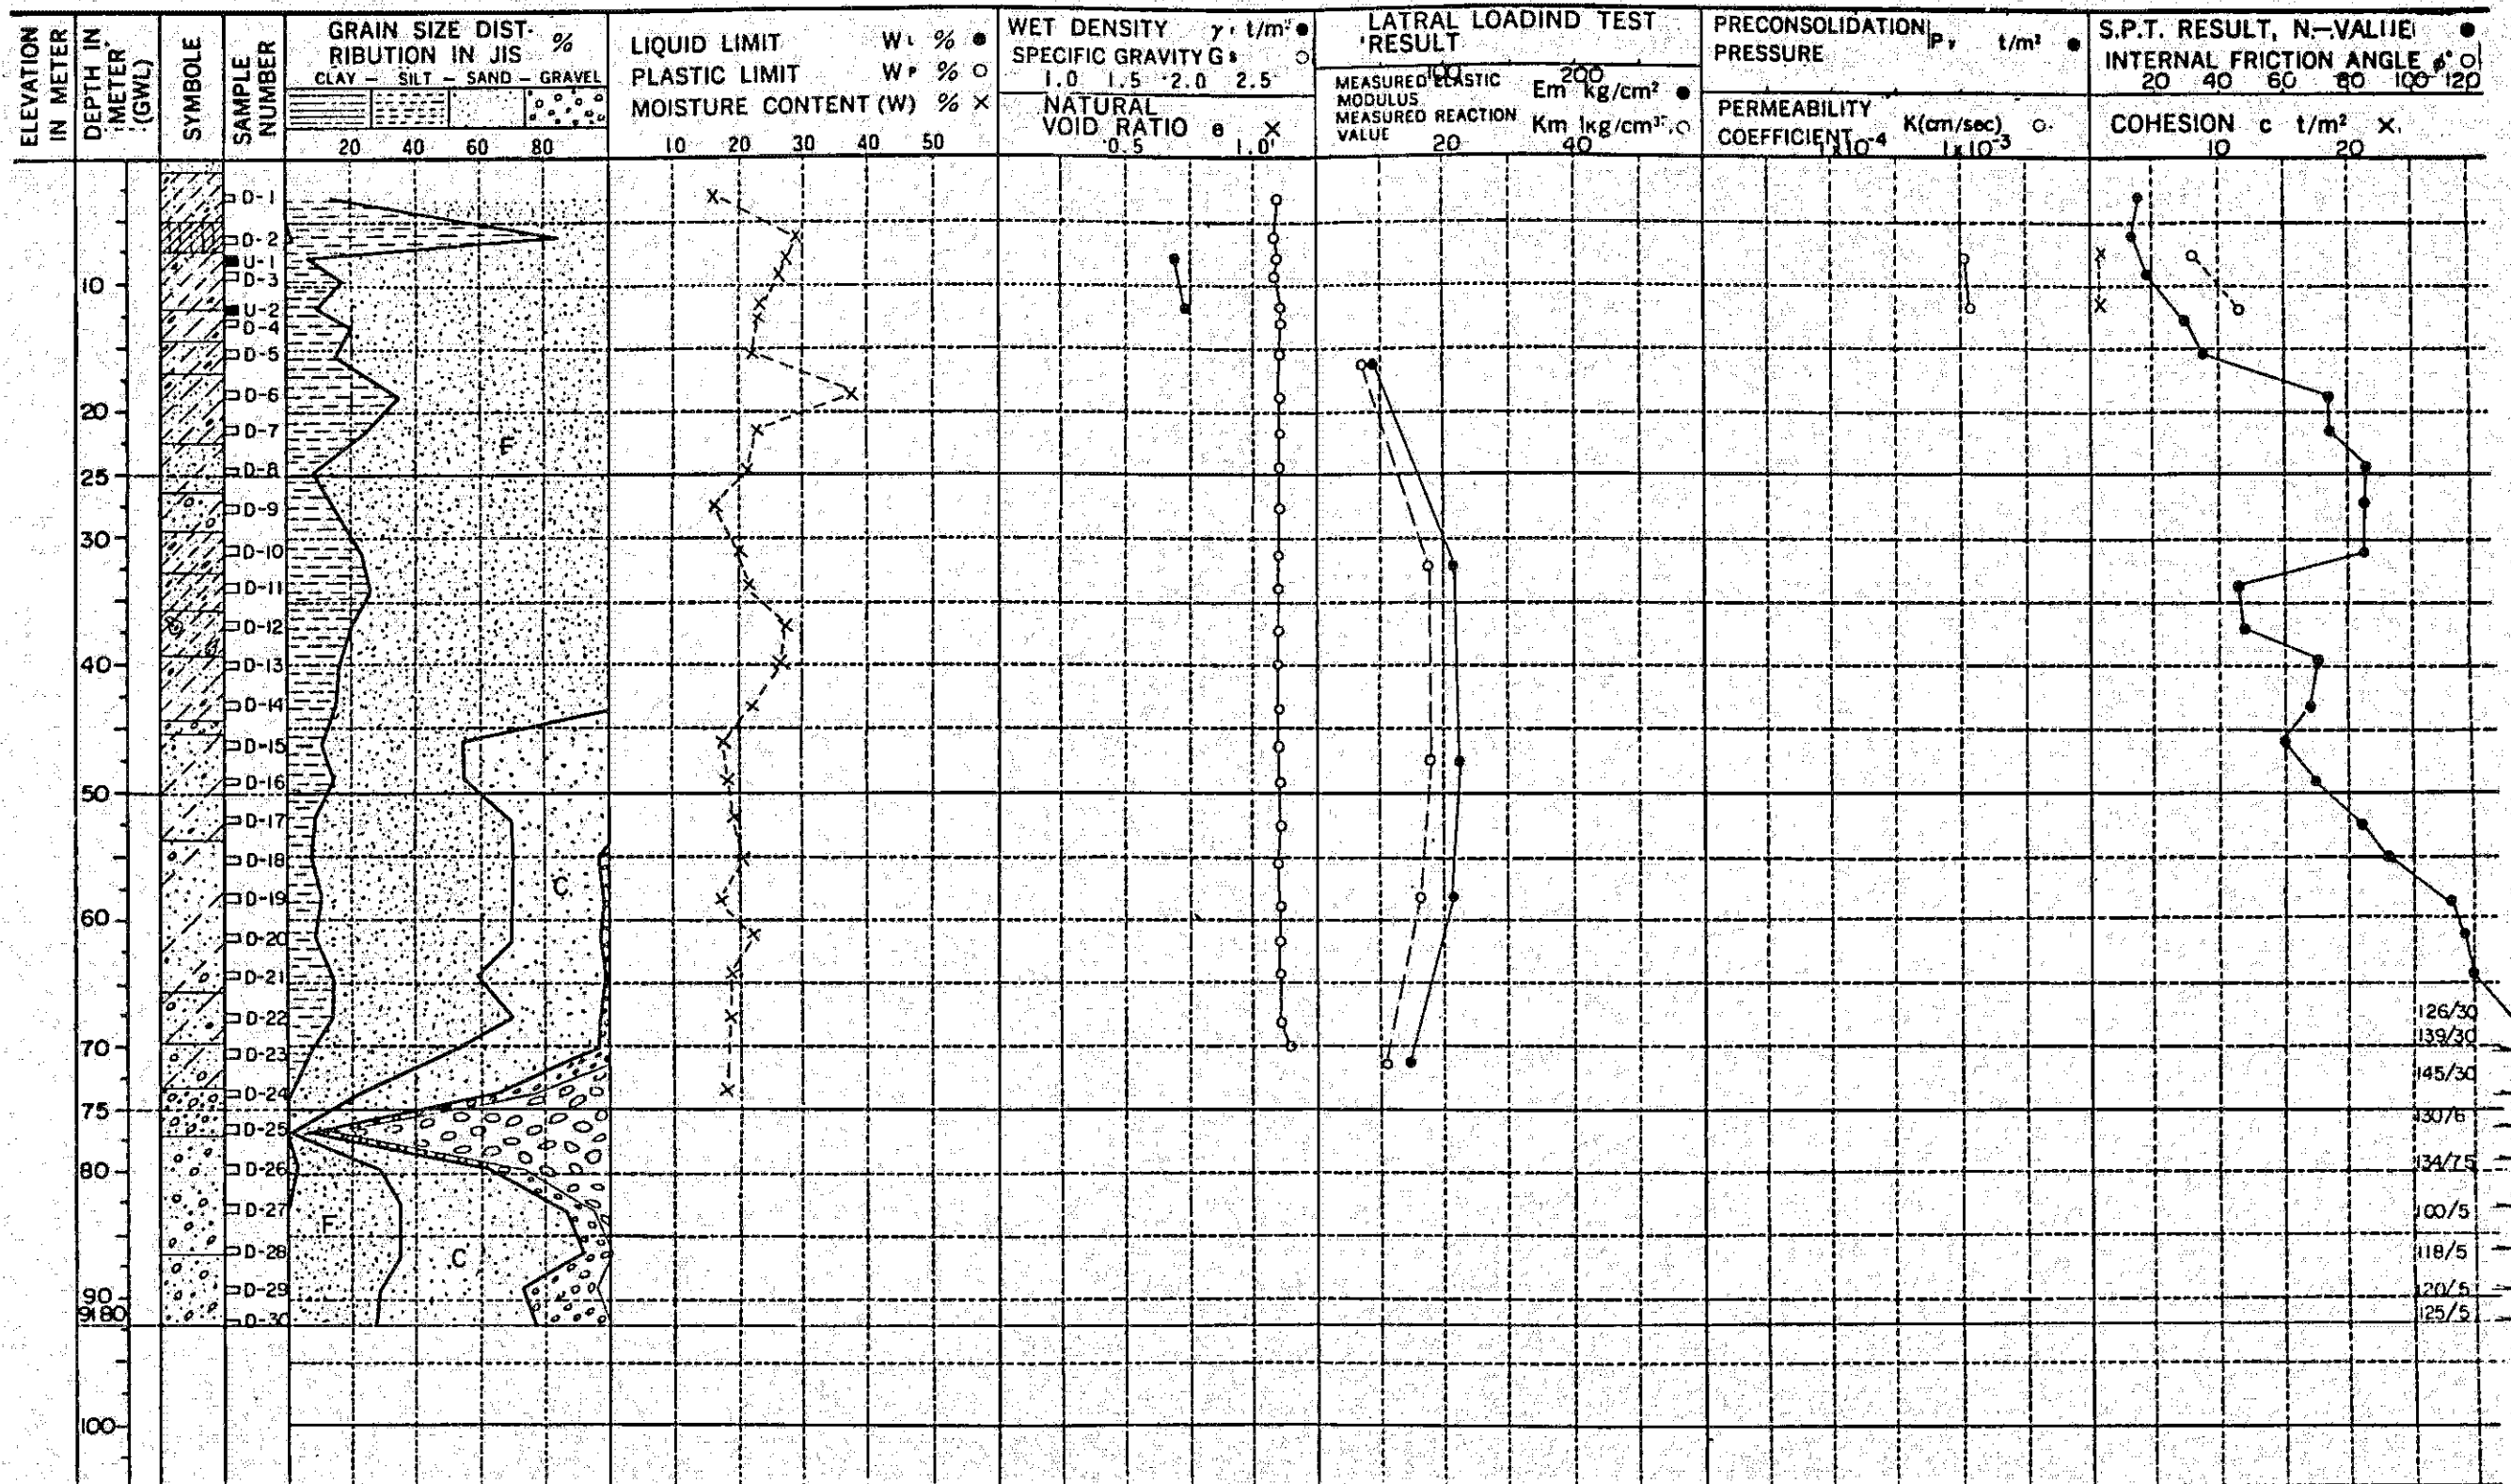 ELEVATION IN METER
DEPTH IN METER (GWL)
SYMBOLE
SAMPLE NUMBER
GRAIN SIZE DIST-
RIBUTION IN JIS %
CLAY – SILT – SAND – GRAVEL
20 40 60 80
LIQUID LIMIT WL % ●
PLASTIC LIMIT WP % ○
MOISTURE CONTENT (W) % ×
10 20 30 40 50
WET DENSITY γ, t/m³ ●
SPECIFIC GRAVITY Gs ○
1.0 1.5 2.0 2.5
NATURAL
VOID RATIO e ×
0.5 1.0
LATRAL LOADIND TEST
RESULT
100 200
MEASURED ELASTIC
MODULUS Em kg/cm² ●
MEASURED REACTION
VALUE Km kg/cm³ ○
20 40
PRECONSOLIDATION
PRESSURE P, t/m² ●
PERMEABILITY
COEFFICIENT K(cm/sec) ○
1×10-4 1×10-3
S.P.T. RESULT, N-VALUE ●
INTERNAL FRICTION ANGLE φ° ○
20 40 60 80 100 120
COHESION c t/m² ×
10 20
D-1
D-2
U-1
D-3
10
U-2
D-4
D-5
D-6
20
D-7
F
D-8
25
D-9
30
D-10
D-11
D-12
40
D-13
D-14
D-15
D-16
50
D-17
D-18
C
D-19
60
D-20
D-21
D-22
126/30
139/30
70
D-23
145/30
D-24
75
130/6
D-25
80
D-26
134/7.5
D-27
100/5
F
D-28
C
118/5
D-29
120/5
90
91.80
D-30
125/5
100